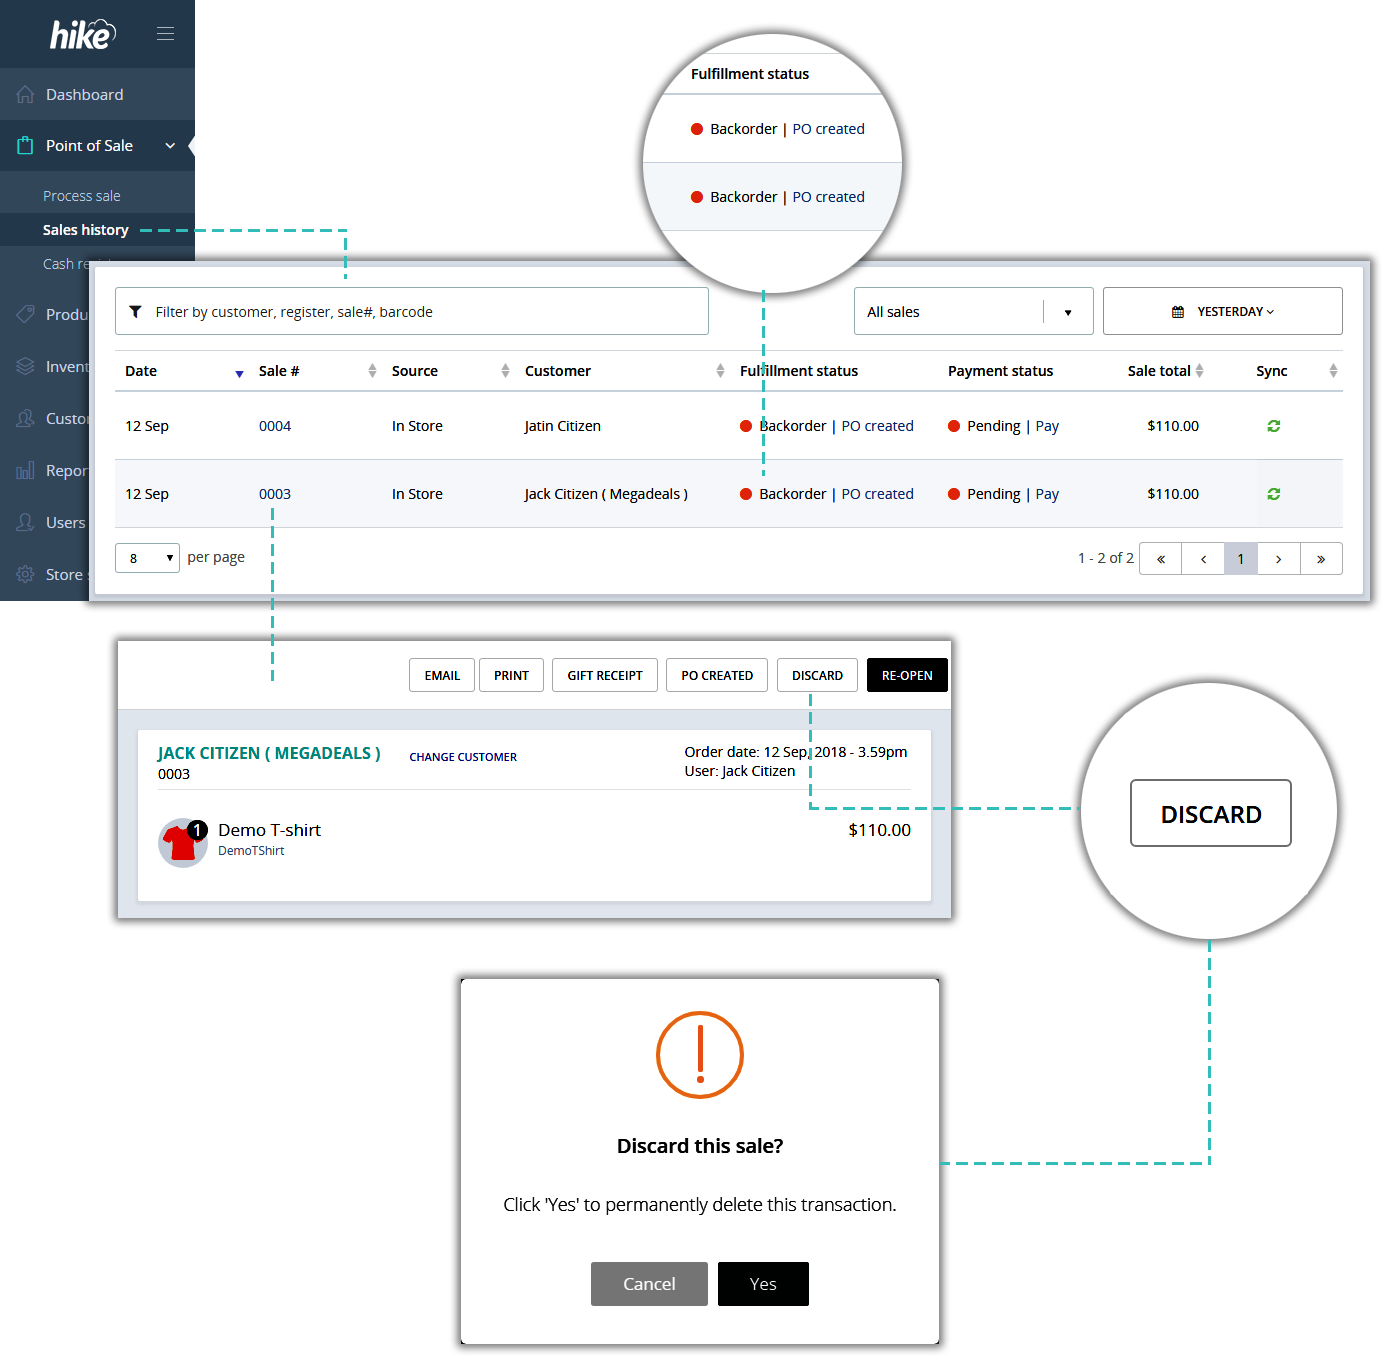 hike
Dashboard
Point of Sale
Process sale
Sales history
Cash re
Produ
Invent
Custo
Repor
Users
Store
Fulfillment status
Backorder | PO created
Backorder | PO created
Filter by customer, register, sale#, barcode
All sales
YESTERDAY
Date Sale # Source Customer Fulfillment status Payment status Sale total Sync
12 Sep 0004 In Store Jatin Citizen Backorder | PO created Pending | Pay $110.00
12 Sep 0003 In Store Jack Citizen ( Megadeals ) Backorder | PO created Pending | Pay $110.00
8 per page
1 - 2 of 2 « ‹ 1 › »
EMAIL PRINT GIFT RECEIPT PO CREATED DISCARD RE-OPEN
JACK CITIZEN ( MEGADEALS ) CHANGE CUSTOMER Order date: 12 Sep, 2018 - 3.59pm
0003 User: Jack Citizen
1 Demo T-shirt $110.00
DemoTShirt
DISCARD
Discard this sale?
Click 'Yes' to permanently delete this transaction.
Cancel Yes